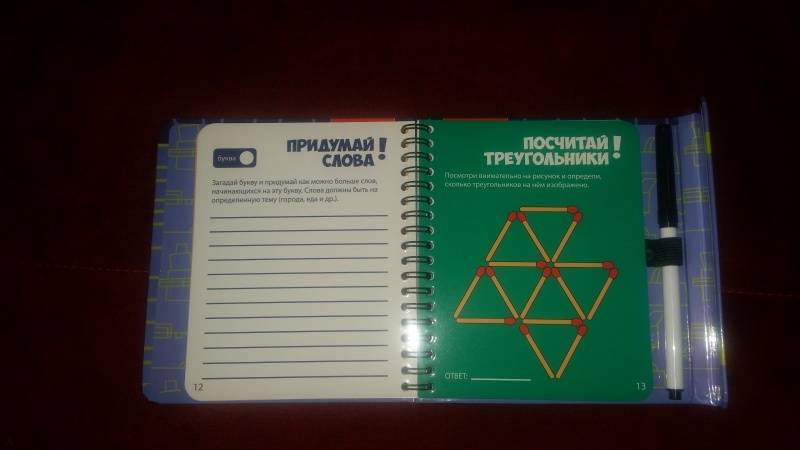 ПРИДУМАЙ
СЛОВА!
буква
Загадай букву и придумай как можно больше слов,
начинающихся на эту букву. Слова должны быть на
определенную тему (города, еда и др.).
12
ПОСЧИТАЙ
ТРЕУГОЛЬНИКИ!
Посмотри внимательно на рисунок и определи,
сколько треугольников на нём изображено.
ОТВЕТ:
13